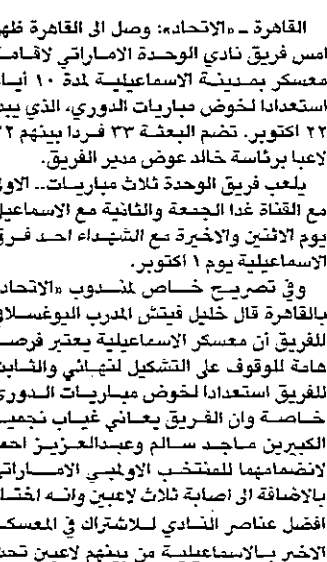 القاهرة ـ «الاتحاد»: وصل الى القاهرة ظهر
امس فريق نادي الوحدة الاماراتي لاقامة
معسكر بمدينة الاسماعيلية لمدة ١٠ أيام
استعدادا لخوض مباريات الدوري، الذي يبدأ
٢٣ اكتوبر. تضم البعثة ٣٣ فردا بينهم
لاعبا برئاسة خالد عوض مدير الفريق.
يلعب فريق الوحدة ثلاث مباريات.. الاولى
مع القناة غدا الجمعة والثانية مع الاسماعيلي
يوم الاثنين والاخيرة مع الشهداء احد فرق
الاسماعيلية يوم ١ اكتوبر.
وفي تصريح خاص لمندوب «الاتحاد»
بالقاهرة قال خليل فيتش المدرب اليوغسلافي
للفريق أن معسكر الاسماعيلية يعتبر فرصة
هامة للوقوف على التشكيل لنهائي والثابت
للفريق استعدادا لخوض مباريات الدوري
خاصة وان الفريق يعاني غياب نجميه
الكبيرين ماجد سالم وعبدالعزيز احمد
لانضمامهما للمنتخب الاولمبي الاماراتي
بالاضافة الى اصابة ثلاث لاعبين وانه اختار
افضل عناصر النادي للاشتراك في المعسكر
الاخير بالاسماعيلية من بينهم لاعبين تحت